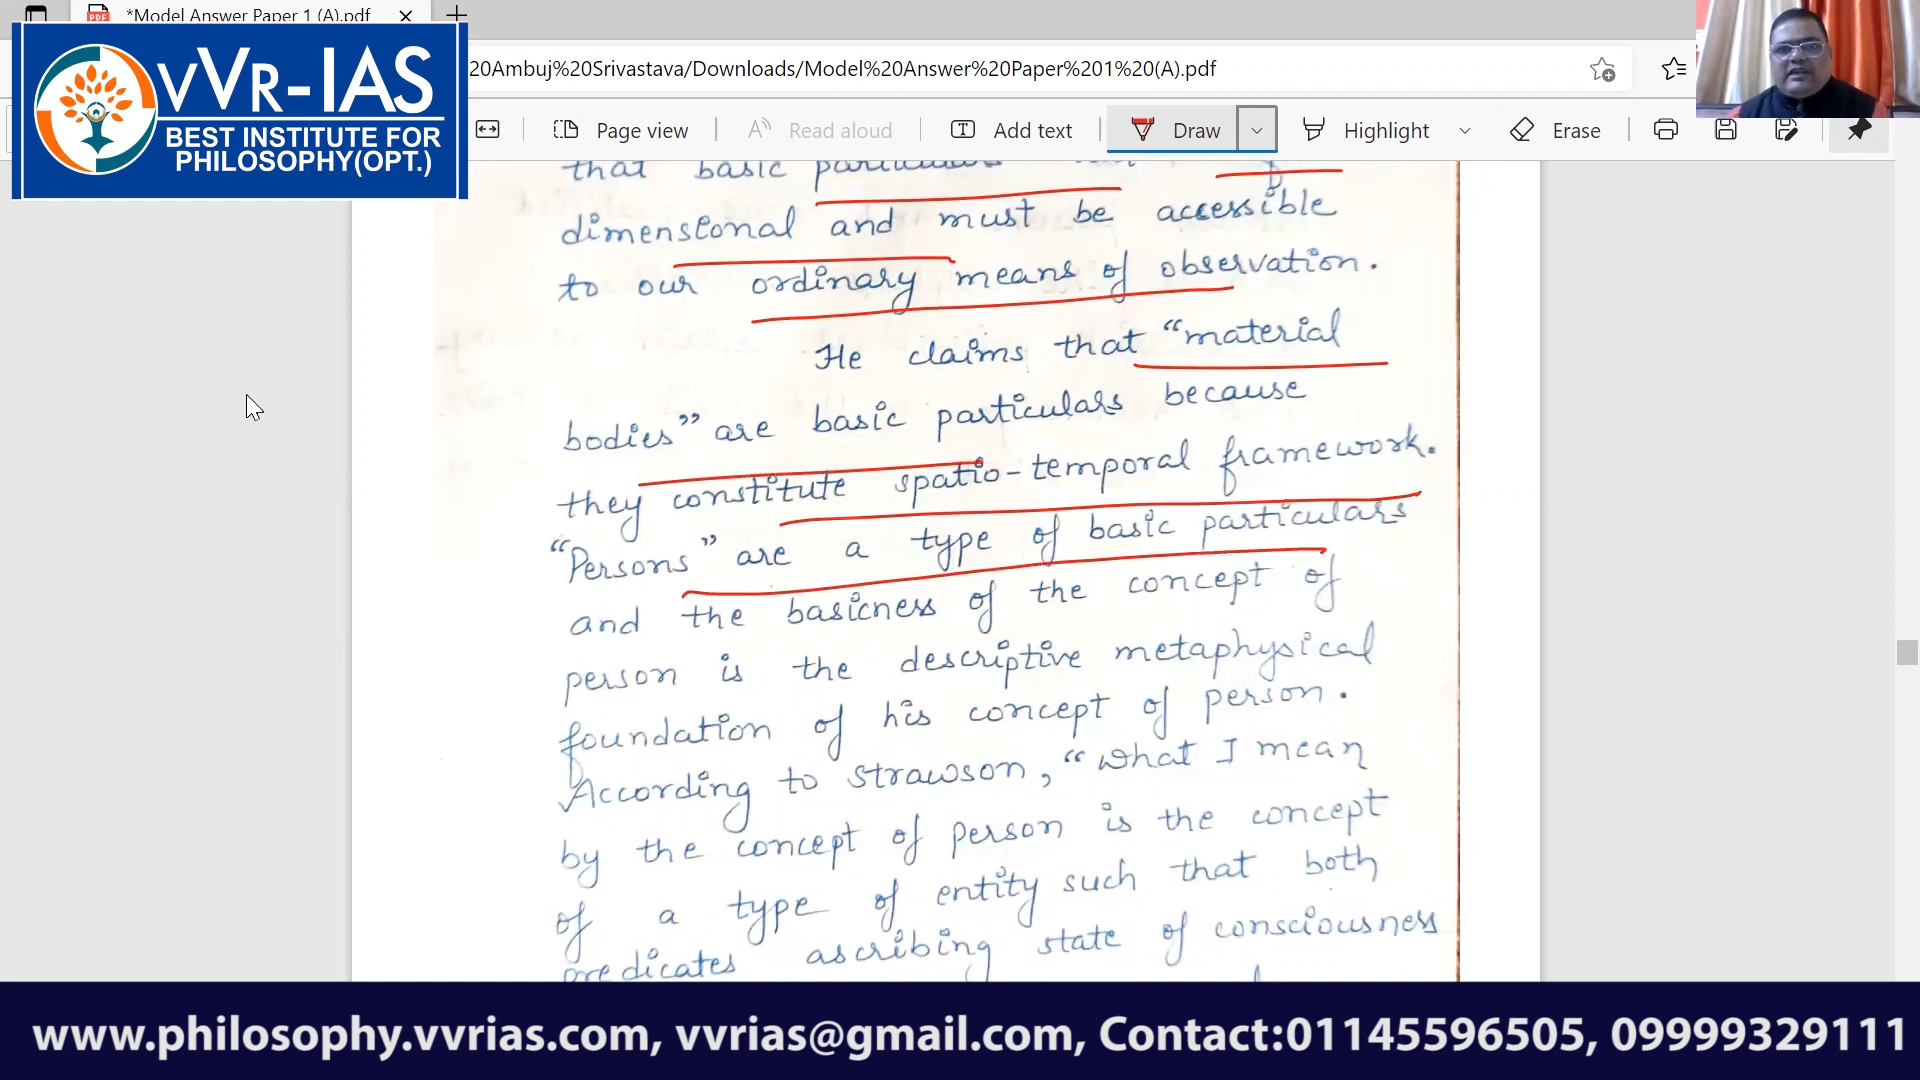 *Model Answer Paper 1 (A).pdf
VVR-IAS
BEST INSTITUTE FOR
PHILOSOPHY(OPT.)
20Ambuj%20Srivastava/Downloads/Model%20Answer%20Paper%201%20(A).pdf
Page view
Read aloud
Add text
Draw
Highlight
Erase
that basic
dimensional and must be accessible
to our ordinary means of observation.
He claims that "material
bodies" are basic particulars because
they constitute spatio-temporal framework.
"Persons" are a type of basic particulars
and the basicness of the concept of
person is the descriptive metaphysical
foundation of his concept of person.
According to Strawson, "What I mean
by the concept of person is the concept
of a type of entity such that both
predicates ascribing state of consciousness
www.philosophy.vvrias.com, vvrias@gmail.com, Contact:01145596505, 09999329111